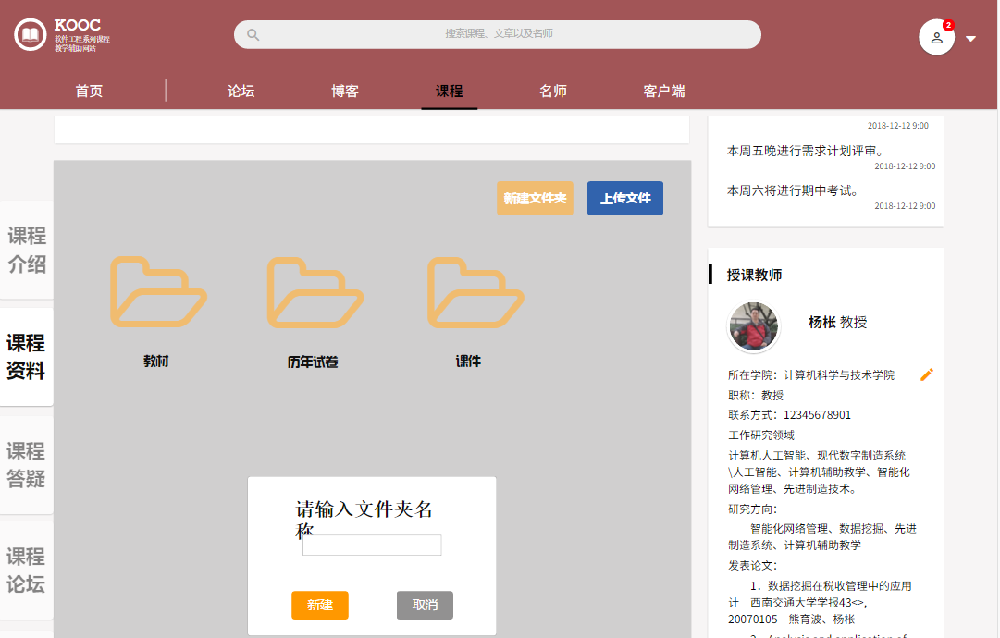 KOOC
软件工程系列课程
教学辅助网站
搜索课程、文章以及名师
2
首页
论坛
博客
课程
名师
客户端
课程
介绍
课程
资料
课程
答疑
课程
论坛
新建文件夹
上传文件
教材
历年试卷
课件
请输入文件夹名
称
新建
取消
2018-12-12 9:00
本周五晚进行需求计划评审。
2018-12-12 9:00
本周六将进行期中考试。
2018-12-12 9:00
授课教师
杨枨 教授
所在学院：计算机科学与技术学院
职称：教授
联系方式：12345678901
工作研究领域
计算机人工智能、现代数字制造系统
\人工智能、计算机辅助教学、智能化
网络管理、先进制造技术。
研究方向：
智能化网络管理、数据挖掘、先进
制造系统、计算机辅助教学
发表论文：
1．数据挖掘在税收管理中的应用
计 西南交通大学学报43<>,
20070105 熊育波、杨枨
2．Analysis and application of